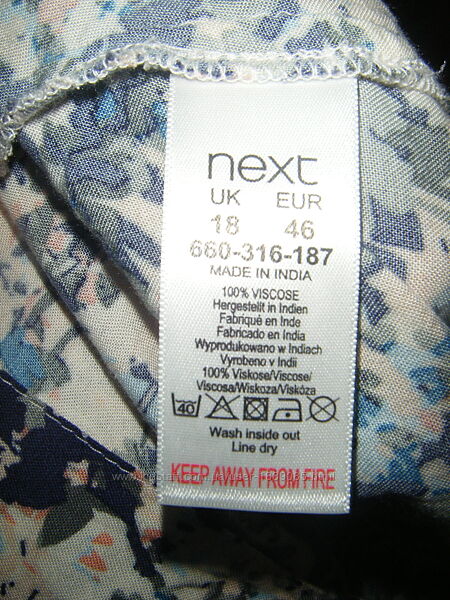 next
UK EUR
18 46
660-316-187
MADE IN INDIA
100% VISCOSE
Hergestellt in Indien
Fabriqué en Inde
Fabricado en India
Wyprodukowano w Indiach
Vyrobeno v Indii
100% Viskose/Viscose/
Viscosa/Wiskoza/Viskóza
40
Wash inside out
Line dry
KEEP AWAY FROM FIRE